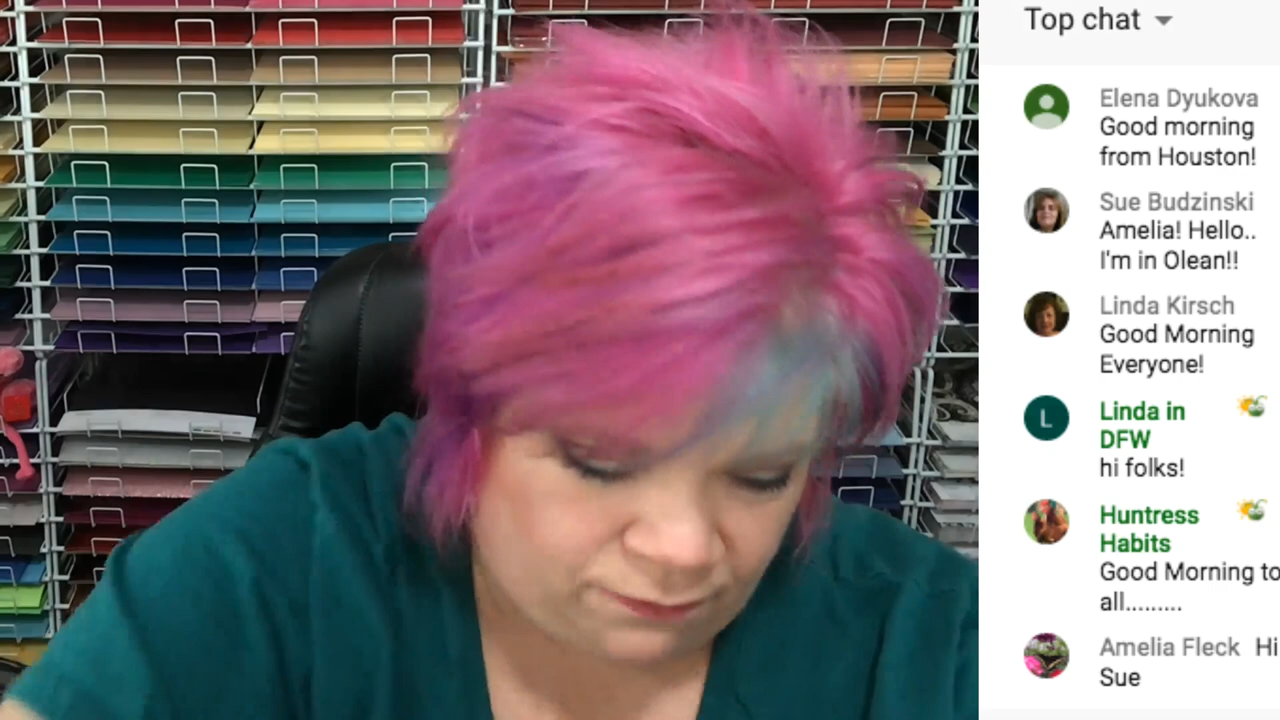 Top chat
Elena Dyukova
Good morning
from Houston!
Sue Budzinski
Amelia! Hello..
I'm in Olean!!
Linda Kirsch
Good Morning
Everyone!
L
Linda in
DFW
hi folks!
Huntress
Habits
Good Morning to
all.........
Amelia Fleck Hi
Sue